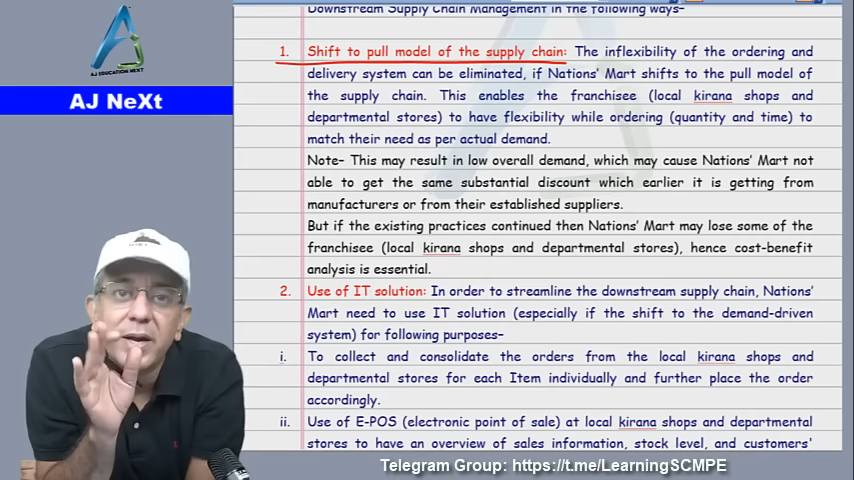 Downstream Supply Chain Management in the following ways–
AJ EDUCATION NEXT
AJ NeXt
1. Shift to pull model of the supply chain: The inflexibility of the ordering and
delivery system can be eliminated, if Nations' Mart shifts to the pull model of
the supply chain. This enables the franchisee (local kirana shops and
departmental stores) to have flexibility while ordering (quantity and time) to
match their need as per actual demand.
Note– This may result in low overall demand, which may cause Nations' Mart not
able to get the same substantial discount which earlier it is getting from
manufacturers or from their established suppliers.
But if the existing practices continued then Nations' Mart may lose some of the
franchisee (local kirana shops and departmental stores), hence cost-benefit
analysis is essential.
2. Use of IT solution: In order to streamline the downstream supply chain, Nations'
Mart need to use IT solution (especially if the shift to the demand-driven
system) for following purposes–
i. To collect and consolidate the orders from the local kirana shops and
departmental stores for each Item individually and further place the order
accordingly.
ii. Use of E-POS (electronic point of sale) at local kirana shops and departmental
stores to have an overview of sales information, stock level, and customers'
Telegram Group: https://t.me/LearningSCMPE